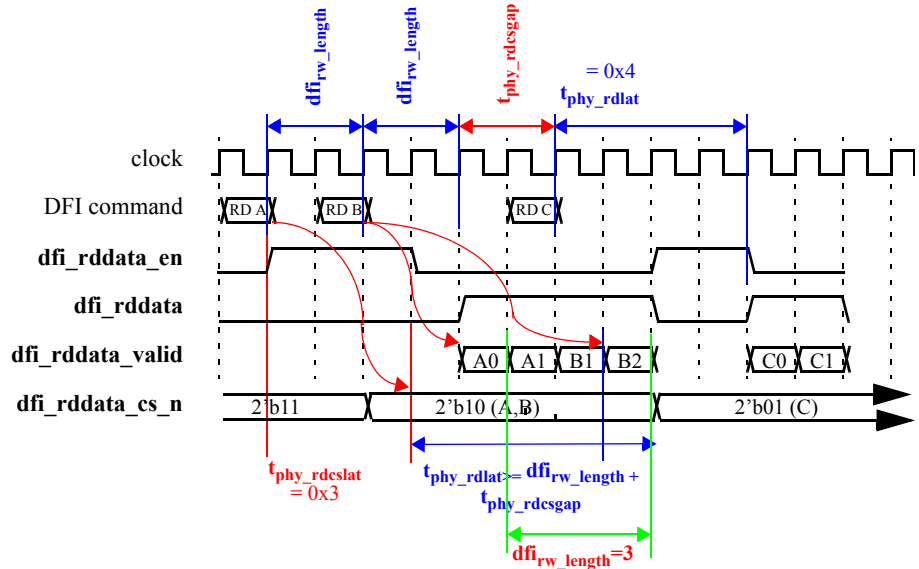 dfirw_length
dfirw_length
tphy_rdcsgap
= 0x4
tphy_rdlat
clock
DFI command
RD A
RD B
RD C
dfi_rddata_en
dfi_rddata
dfi_rddata_valid
A0
A1
B1
B2
C0
C1
dfi_rddata_cs_n
2'b11
2'b10 (A,B)
2'b01 (C)
tphy_rdcslat
= 0x3
tphy_rdlat>= dfirw_length +
tphy_rdcsgap
dfirw_length=3